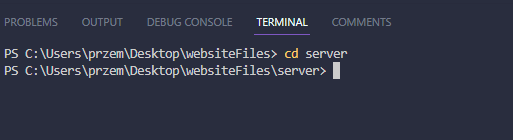 PROBLEMS OUTPUT DEBUG CONSOLE TERMINAL COMMENTS
PS C:\Users\przem\Desktop\websiteFiles> cd server
PS C:\Users\przem\Desktop\websiteFiles\server>